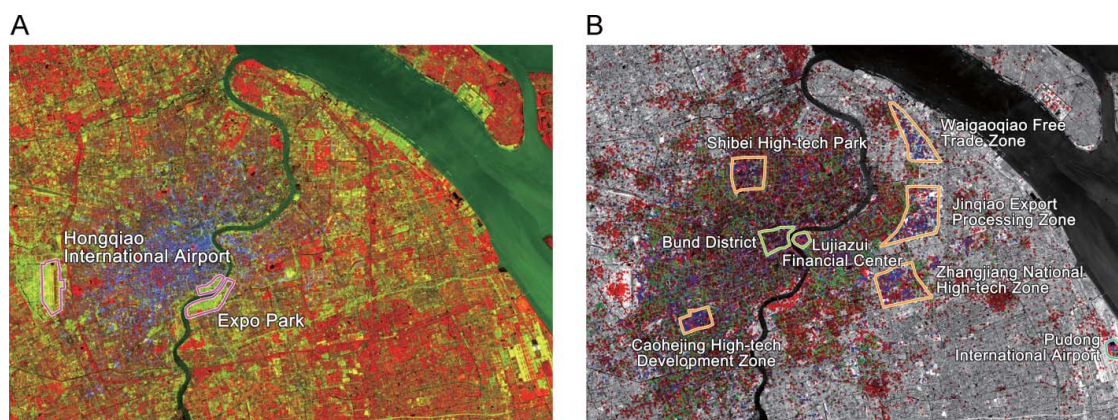 A
B
Hongqiao
International Airport
Expo Park
Shibei High-tech Park
Waigaoqiao Free
Trade Zone
Jinqiao Export
Processing Zone
Bund District
Lujiazui
Financial Center
Zhangjiang National
High-tech Zone
Caohejing High-tech
Development Zone
Pudong
International Airport